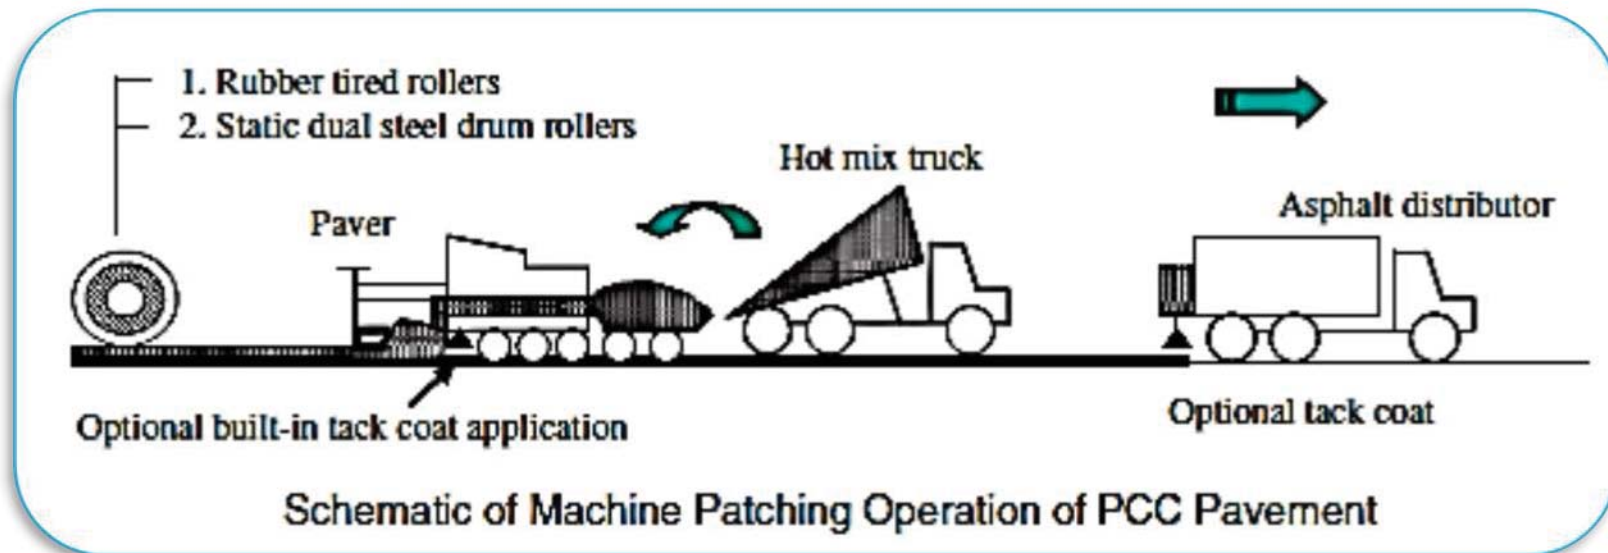 1. Rubber tired rollers
2. Static dual steel drum rollers
Hot mix truck
Paver
Asphalt distributor
Optional built-in tack coat application
Optional tack coat
Schematic of Machine Patching Operation of PCC Pavement